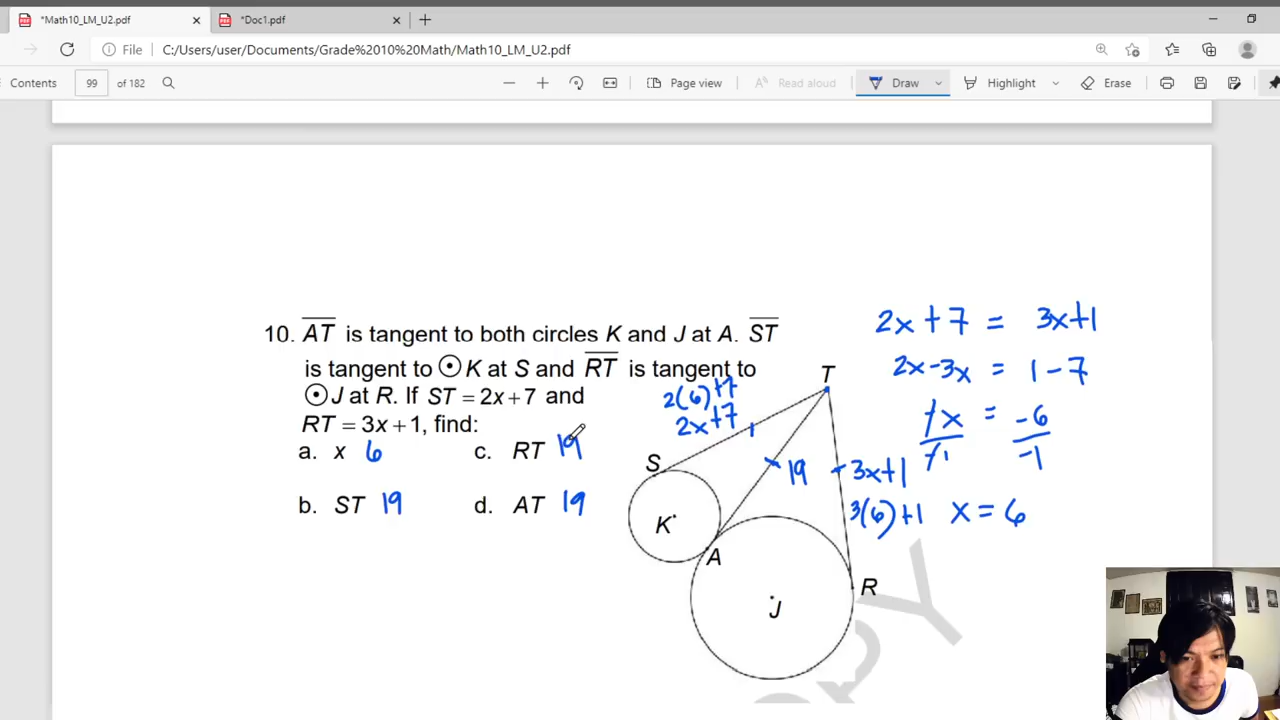 *Math10_LM_U2.pdf
*Doc1.pdf
File C:/Users/user/Documents/Grade%2010%20Math/Math10_LM_U2.pdf
Contents 99 of 182 Page view Read aloud Draw Highlight Erase
10. AT is tangent to both circles K and J at A. ST
is tangent to ⊙K at S and RT is tangent to
⊙J at R. If ST = 2x+7 and
RT = 3x+1, find:
a. x 6 c. RT 19
b. ST 19 d. AT 19
2(6)+7
2x+7
T
S
K
A
J
R
19
3x+1
3(6)+1
2x+7 = 3x+1
2x-3x = 1-7
-x = -6
-1 -1
x = 6